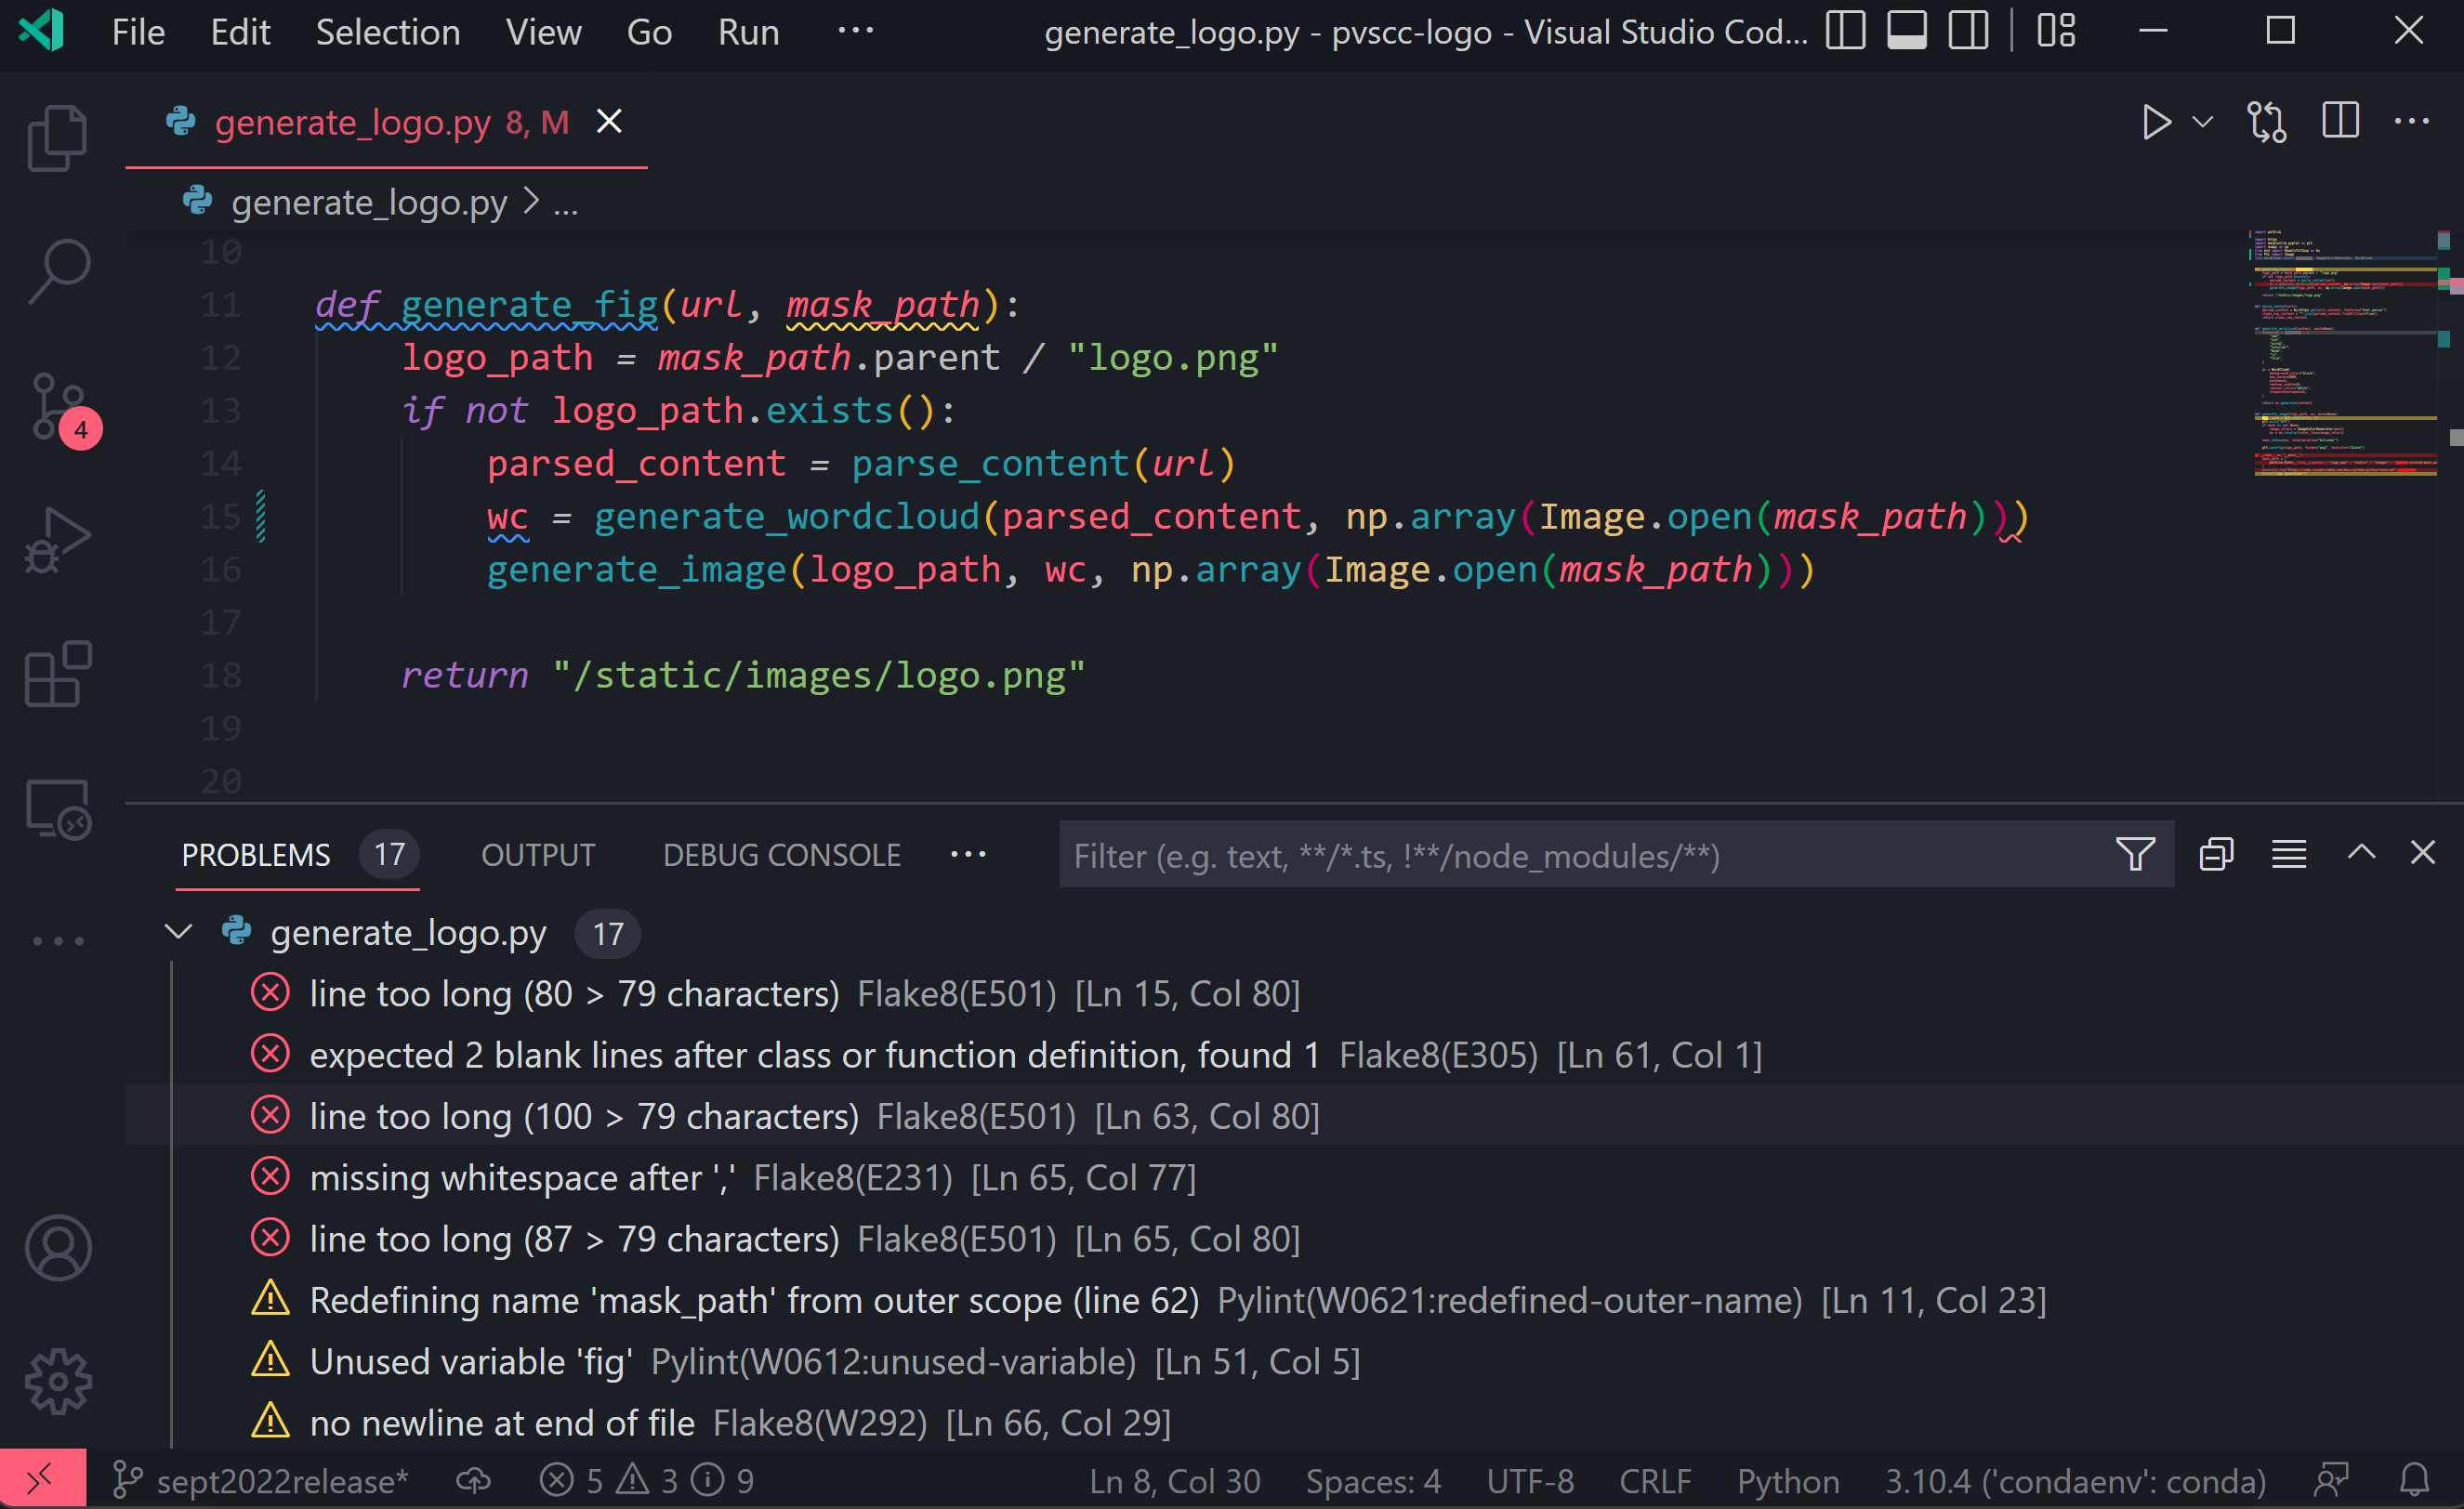 File Edit Selection View Go Run ··· generate_logo.py - pvscc-logo - Visual Studio Cod...
generate_logo.py 8, M
generate_logo.py > ...
10
11 def generate_fig(url, mask_path):
12 logo_path = mask_path.parent / "logo.png"
13 if not logo_path.exists():
14 parsed_content = parse_content(url)
15 wc = generate_wordcloud(parsed_content, np.array(Image.open(mask_path)))
16 generate_image(logo_path, wc, np.array(Image.open(mask_path)))
17
18 return "/static/images/logo.png"
19
20
4
PROBLEMS 17 OUTPUT DEBUG CONSOLE ··· Filter (e.g. text, **/*.ts, !**/node_modules/**)
generate_logo.py 17
line too long (80 > 79 characters) Flake8(E501) [Ln 15, Col 80]
expected 2 blank lines after class or function definition, found 1 Flake8(E305) [Ln 61, Col 1]
line too long (100 > 79 characters) Flake8(E501) [Ln 63, Col 80]
missing whitespace after ',' Flake8(E231) [Ln 65, Col 77]
line too long (87 > 79 characters) Flake8(E501) [Ln 65, Col 80]
Redefining name 'mask_path' from outer scope (line 62) Pylint(W0621:redefined-outer-name) [Ln 11, Col 23]
Unused variable 'fig' Pylint(W0612:unused-variable) [Ln 51, Col 5]
no newline at end of file Flake8(W292) [Ln 66, Col 29]
sept2022release* 5 3 9 Ln 8, Col 30 Spaces: 4 UTF-8 CRLF Python 3.10.4 ('condaenv': conda)